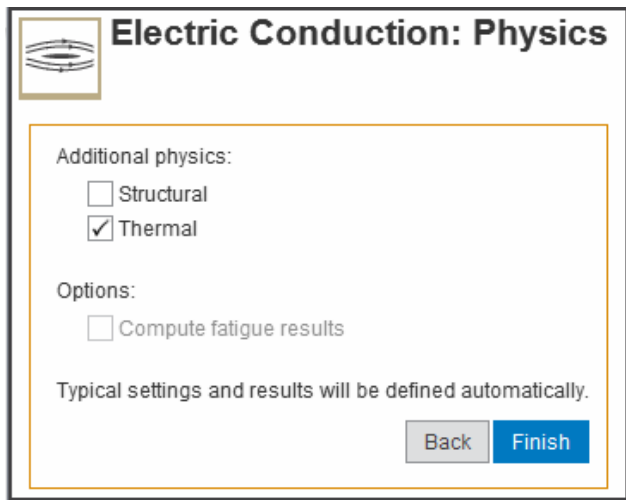 Electric Conduction: Physics
Additional physics:
Structural
Thermal
Options:
Compute fatigue results
Typical settings and results will be defined automatically.
Back Finish